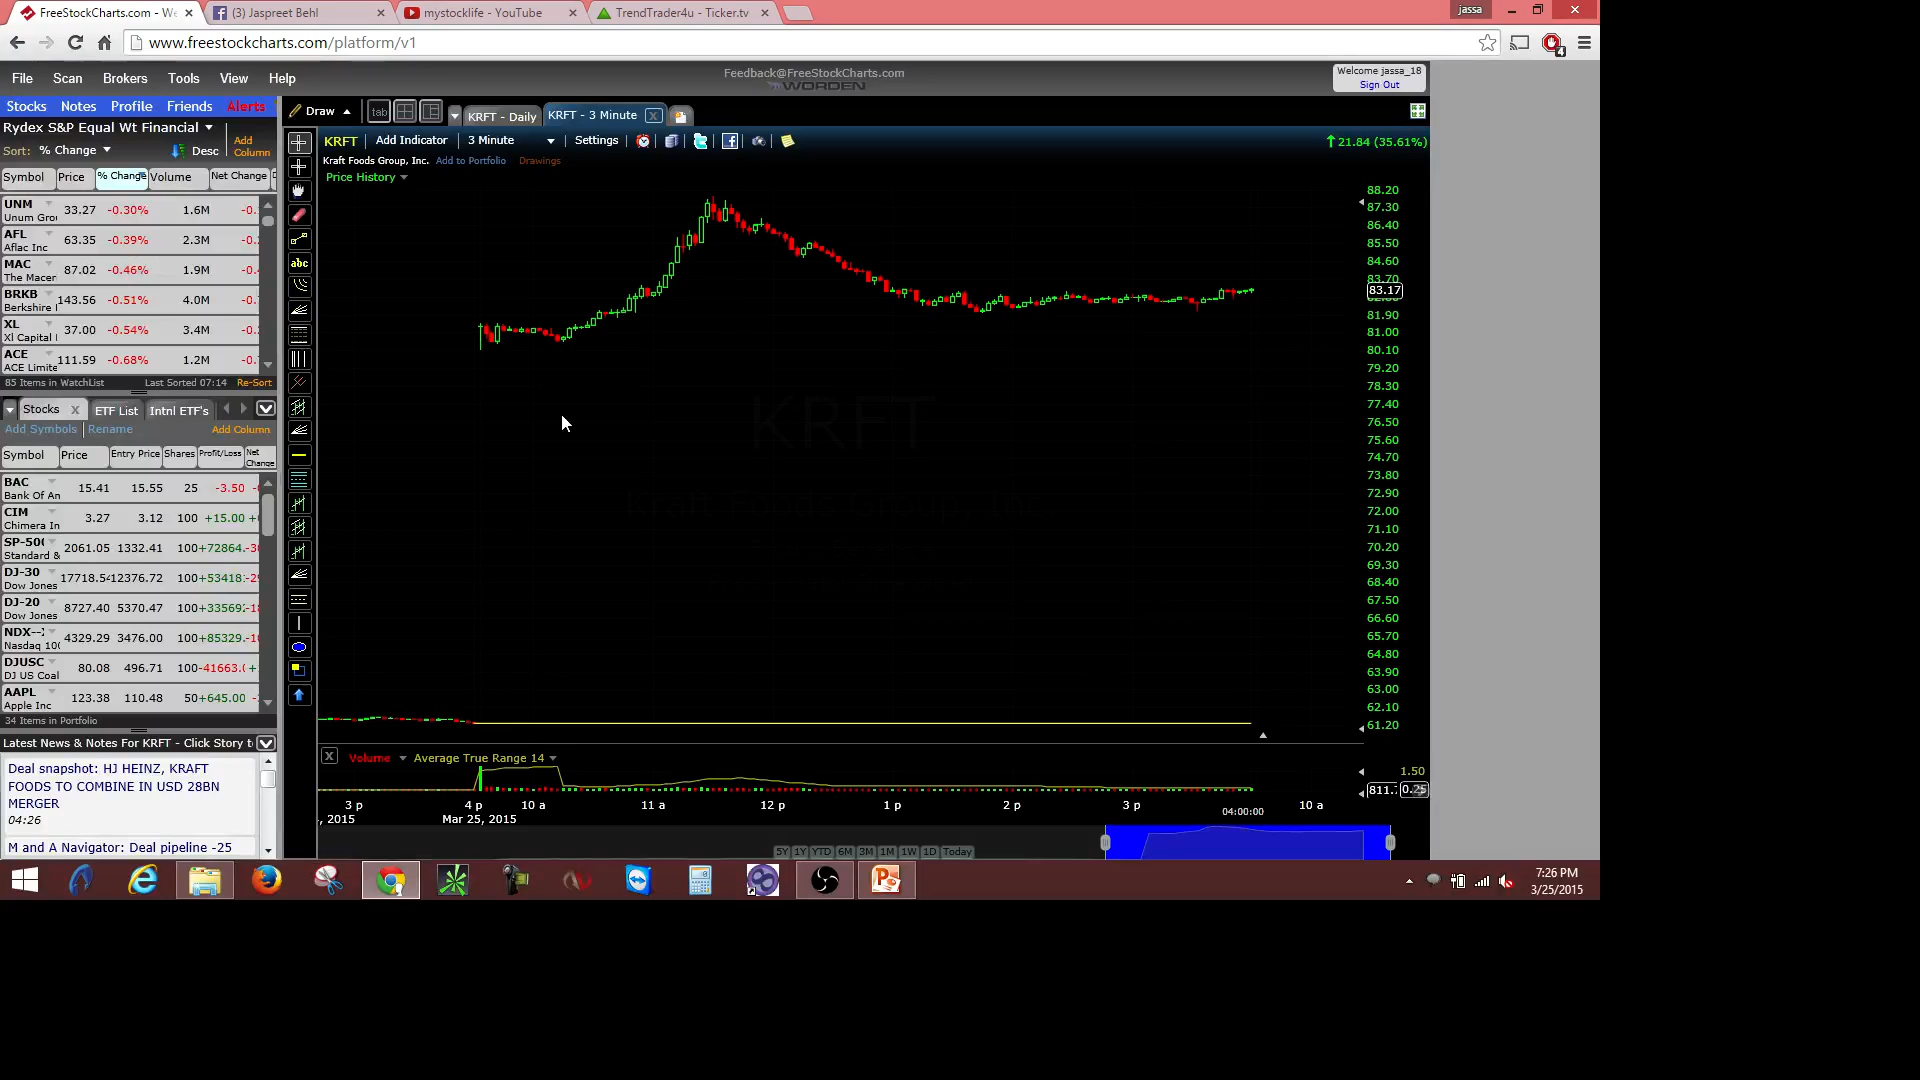 FreeStockCharts.com - We
(3) Jaspreet Behl
mystocklife - YouTube
TrendTrader4u - Ticker.tv
jassa
www.freestockcharts.com/platform/v1
4
File Scan Brokers Tools View Help
Feedback@FreeStockCharts.com
WORDEN
Welcome jassa_18
Sign Out
Stocks Notes Profile Friends Alerts
Rydex S&P Equal Wt Financial
Add
Column
Sort: % Change Desc
Symbol Price % Change Volume Net Change
UNM 33.27 -0.30% 1.6M
Unum Grou
AFL 63.35 -0.39% 2.3M
Aflac Inc
MAC 87.02 -0.46% 1.9M
The Macer
BRKB 143.56 -0.51% 4.0M
Berkshire
XL 37.00 -0.54% 3.4M
Xl Capital
ACE 111.59 -0.68% 1.2M
ACE Limite
85 Items in WatchList Last Sorted 07:14 Re-Sort
Stocks ETF List Intnl ETF's
Add Symbols Rename Add Column
Symbol Price Entry Price Shares Profit/Loss Net
Change
BAC 15.41 15.55 25 -3.50
Bank Of An
CIM 3.27 3.12 100 +15.00
Chimera In
SP-500 2061.05 1332.41 100 +72864.
Standard &
DJ-30 17718.54 12376.72 100 +53418
Dow Jones
DJ-20 8727.40 5370.47 100 +33569
Dow Jones
NDX-- 4329.29 3476.00 100 +85329.
Nasdaq 100
DJUSC 80.08 496.71 100 -41663.
DJ US Coal
AAPL 123.38 110.48 50 +645.00
Apple Inc
34 Items in Portfolio
Latest News & Notes For KRFT - Click Story t
Deal snapshot: HJ HEINZ, KRAFT
FOODS TO COMBINE IN USD 28BN
MERGER
04:26
M and A Navigator: Deal pipeline -25
Draw tab KRFT - Daily KRFT - 3 Minute
abc
KRFT Add Indicator 3 Minute Settings
21.84 (35.61%)
Kraft Foods Group, Inc. Add to Portfolio Drawings
Price History
KRFT
88.20
87.30
86.40
85.50
84.60
83.70
83.17
81.90
81.00
80.10
79.20
78.30
77.40
76.50
75.60
74.70
73.80
72.90
72.00
71.10
70.20
69.30
68.40
67.50
66.60
65.70
64.80
63.90
63.00
62.10
61.20
Volume Average True Range 14
1.50
811. 0.25
3 p 4 p 10 a 11 a 12 p 1 p 2 p 3 p 04:00:00 10 a
, 2015 Mar 25, 2015
5Y 1Y YTD 6M 3M 1M 1W 1D Today
7:26 PM
3/25/2015